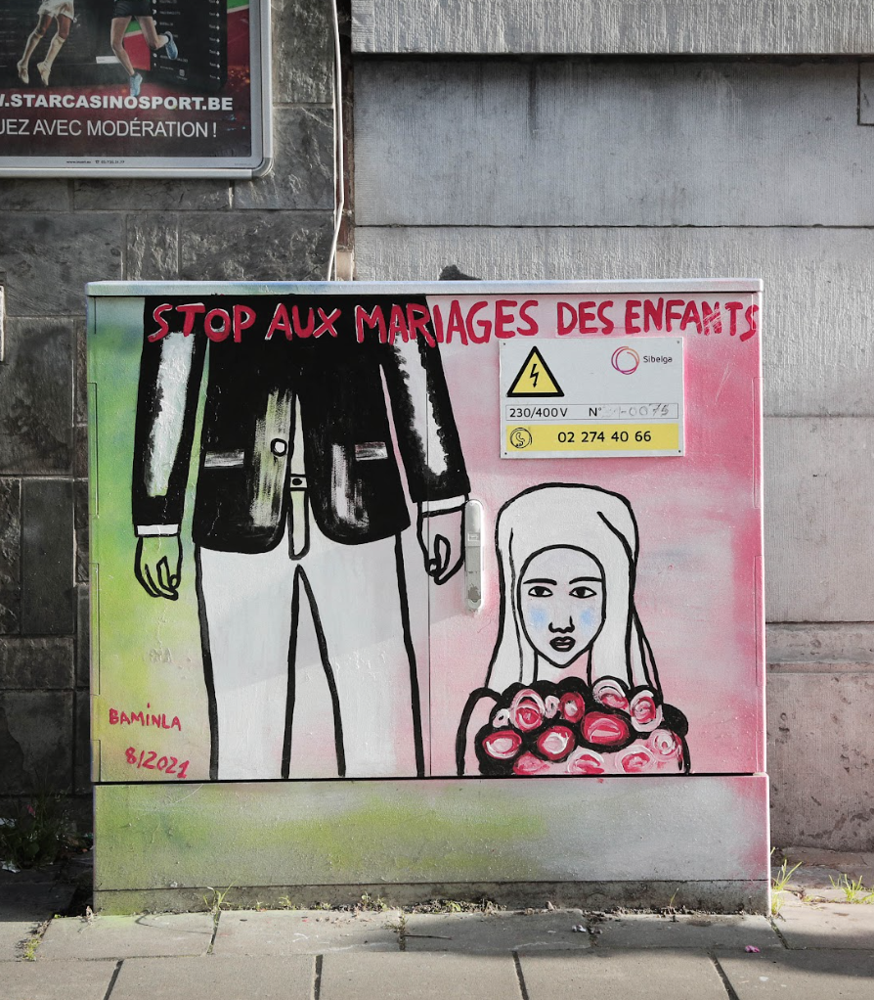 .STARCASINOSPORT.BE
UEZ AVEC MODÉRATION !
STOP AUX MARIAGES DES ENFANTS
Sibelga
230/400V N°
02 274 40 66
BAMINLA
8/2021